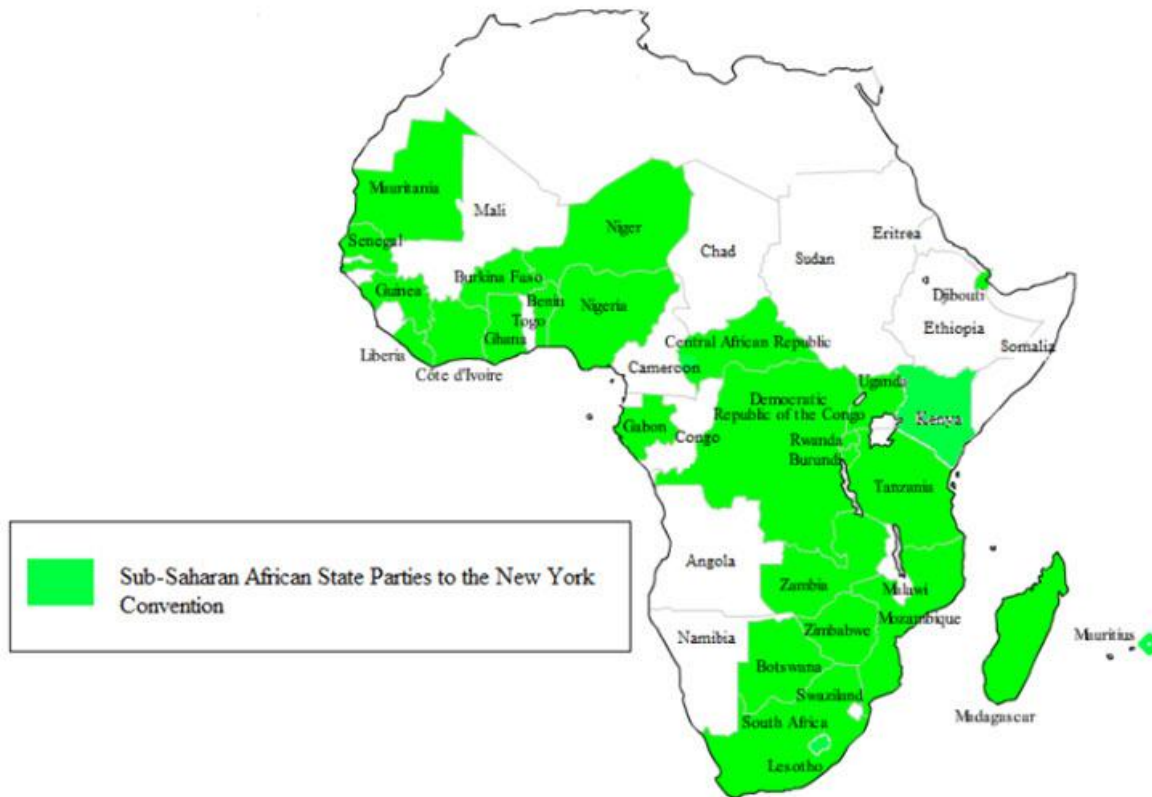 Mauritania
Mali
Niger
Chad
Sudan
Eritrea
Senegal
Burkina Faso
Guinea
Benin
Nigeria
Djibouti
Togo
Ghana
Ethiopia
Liberia
Côte d'Ivoire
Central African Republic
Cameroon
Somalia
Uganda
Democratic
Republic of the Congo
Kenya
Gabon
Congo
Rwanda
Burundi
Tanzania
Sub-Saharan African State Parties to the New York
Convention
Angola
Zambia
Malawi
Mozambique
Zimbabwe
Namibia
Mauritius
Botswana
Swaziland
Madagascar
South Africa
Lesotho